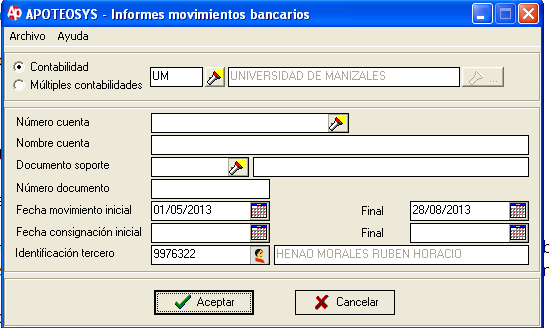 Ap APOTEOSYS - Informes movimientos bancarios
Archivo Ayuda
Contabilidad UM UNIVERSIDAD DE MANIZALES ...
Múltiples contabilidades
Número cuenta
Nombre cuenta
Documento soporte
Número documento
Fecha movimiento inicial 01/05/2013 Final 28/08/2013
Fecha consignación inicial Final
Identificación tercero 9976322 HENAO MORALES RUBEN HORACIO
Aceptar Cancelar